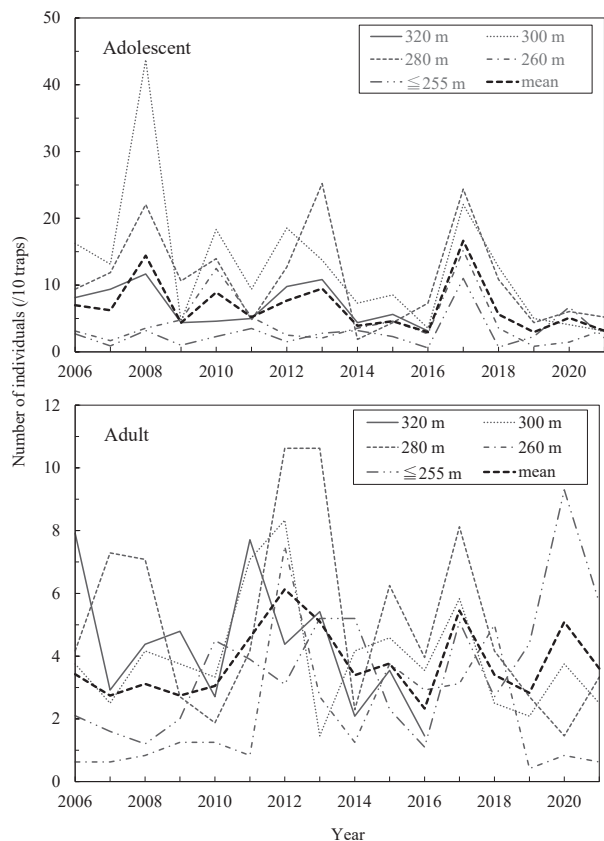 50
40
30
20
10
0
Adolescent
320 m 300 m
280 m 260 m
≦255 m mean
2006 2008 2010 2012 2014 2016 2018 2020
Number of individuals (/10 traps)
12
10
8
6
4
2
0
Adult
320 m 300 m
280 m 260 m
≦255 m mean
2006 2008 2010 2012 2014 2016 2018 2020
Year